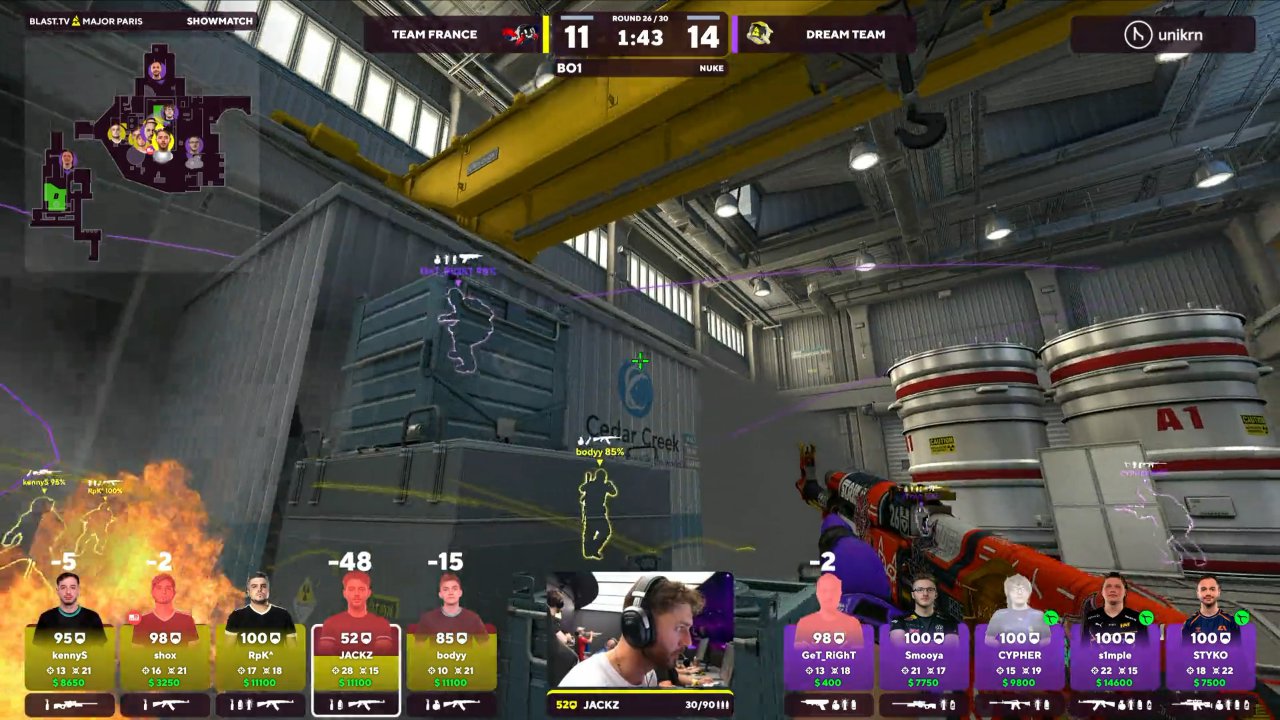 BLAST.TV MAJOR PARIS SHOWMATCH
TEAM FRANCE 11 ROUND 26 / 30 1:43 14 DREAM TEAM
BO1 NUKE
unikrn
GeT_RiGhT 98%
Cedar Creek
A1
CAUTION
CAUTION
bodyy 85%
kennyS 95%
RpK^ 100%
-5 -2 -48 -15 -2
95 98 100 52 85 98 100 100 100 100
kennyS shox RpK^ JACKZ bodyy GeT_RiGhT Smooya CYPHER s1mple STYKO
13 21 16 21 17 18 28 15 10 21 13 18 21 17 15 19 22 15 18 22
$8650 $3250 $11100 $11100 $11100 $400 $7750 $9800 $14600 $7500
52 JACKZ 30/90